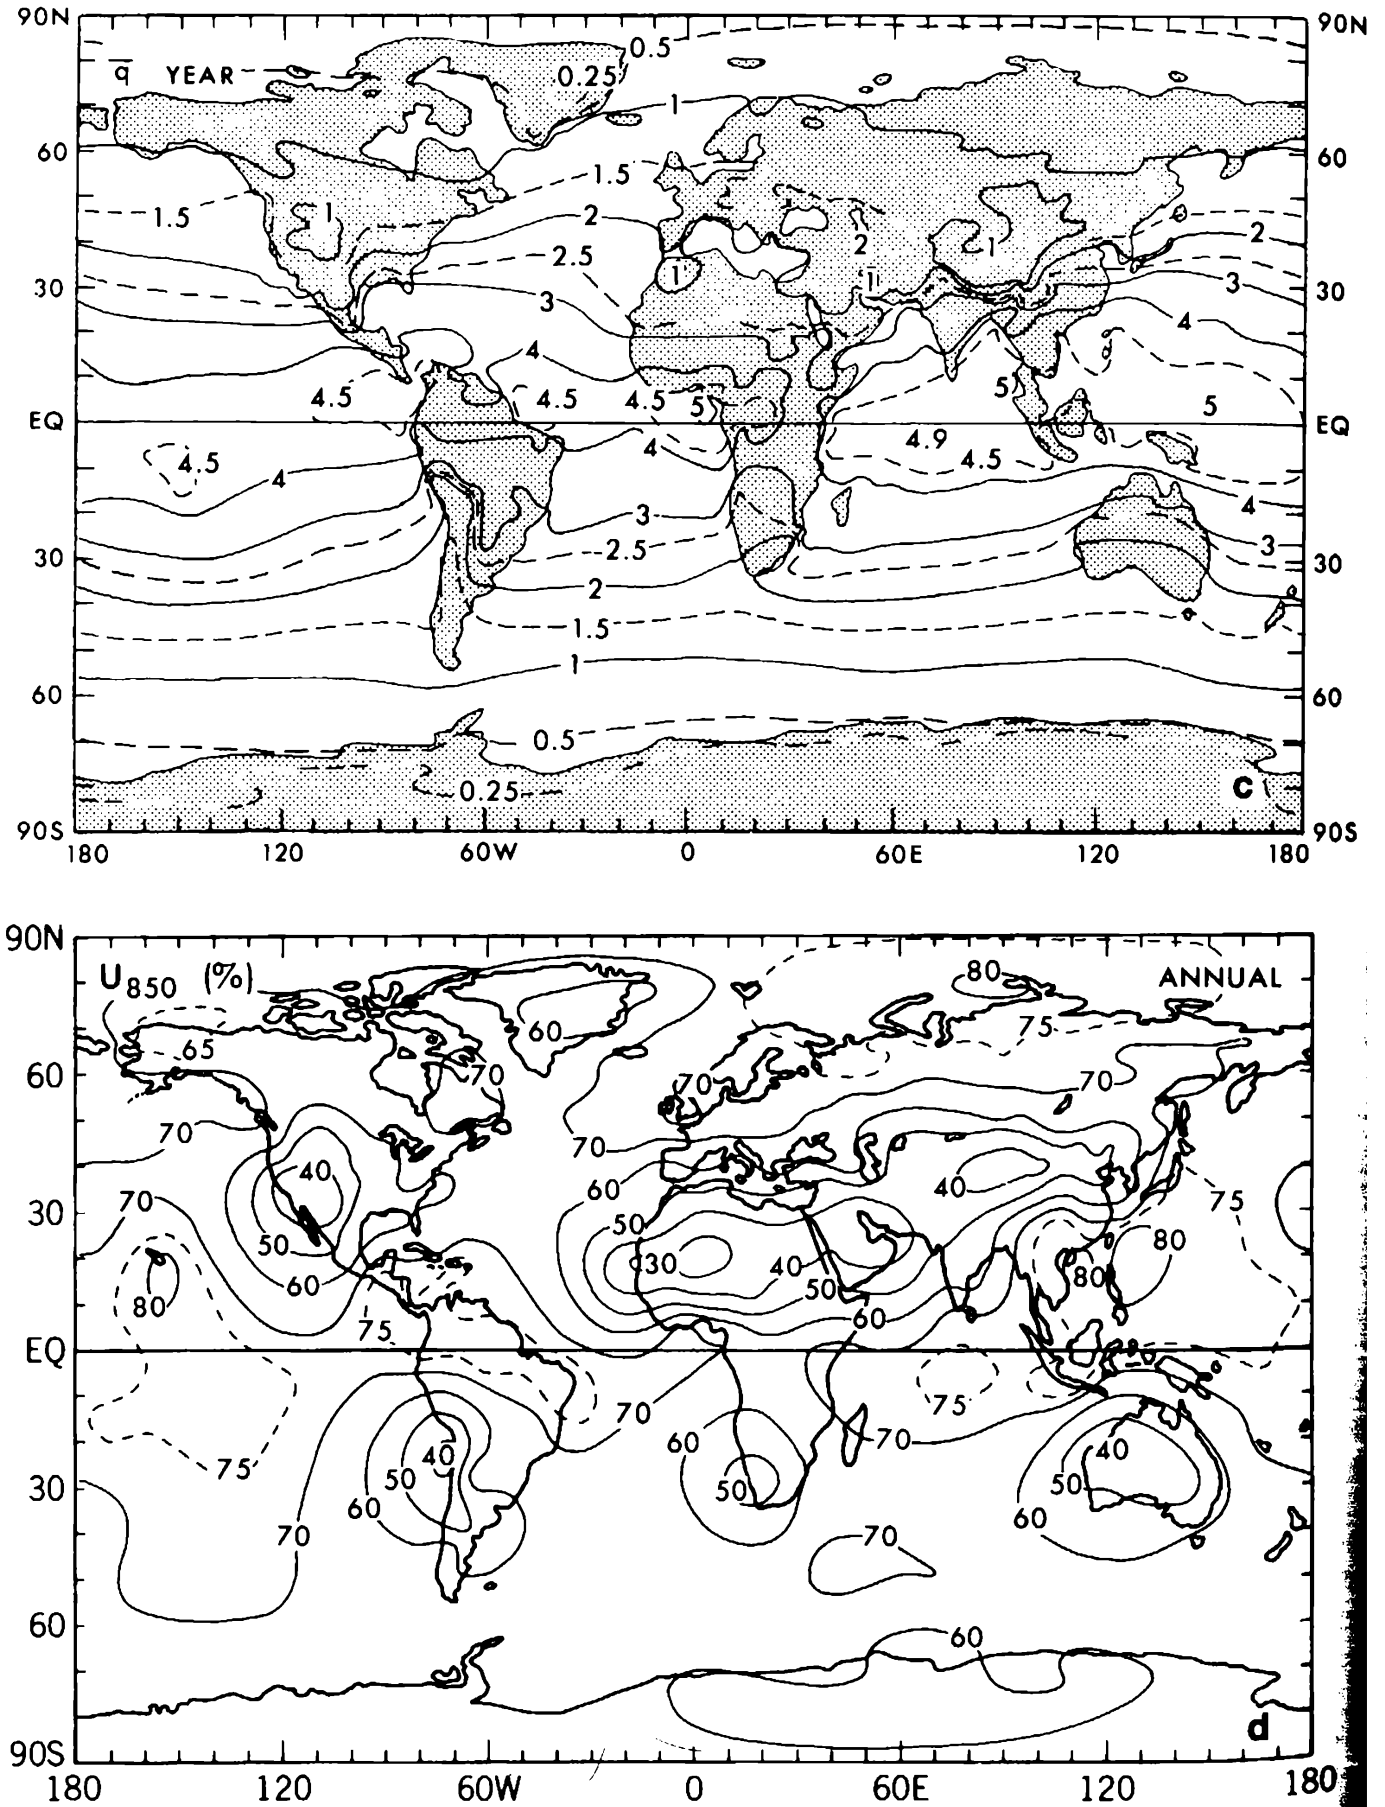 90N 90N
0.5
q̅ YEAR 0.25
1
60 60
1.5
1.5 1 2 2
2.5 2 1
1 1 3
30 3 30
4
4
4.5 4.5 4.5 5 5 5
EQ EQ
4.5 4 4.9 4.5
4
4
3 3
2.5
30 30
2
1.5
1
60 60
0.5
0.25 c
90S 90S
180 120 60W 0 60E 120 180
90N
U850 (%) 80 ANNUAL
60 75
65
60 70 70 70
70 70
40 60 40
70 75
30 50
50 30 40 80
60 50 80
80 60
75
EQ
75
70
60 70
75 40 40
50 50 50
30
60 60
70 70
60
60
d
90S
180 120 60W 0 60E 120 180